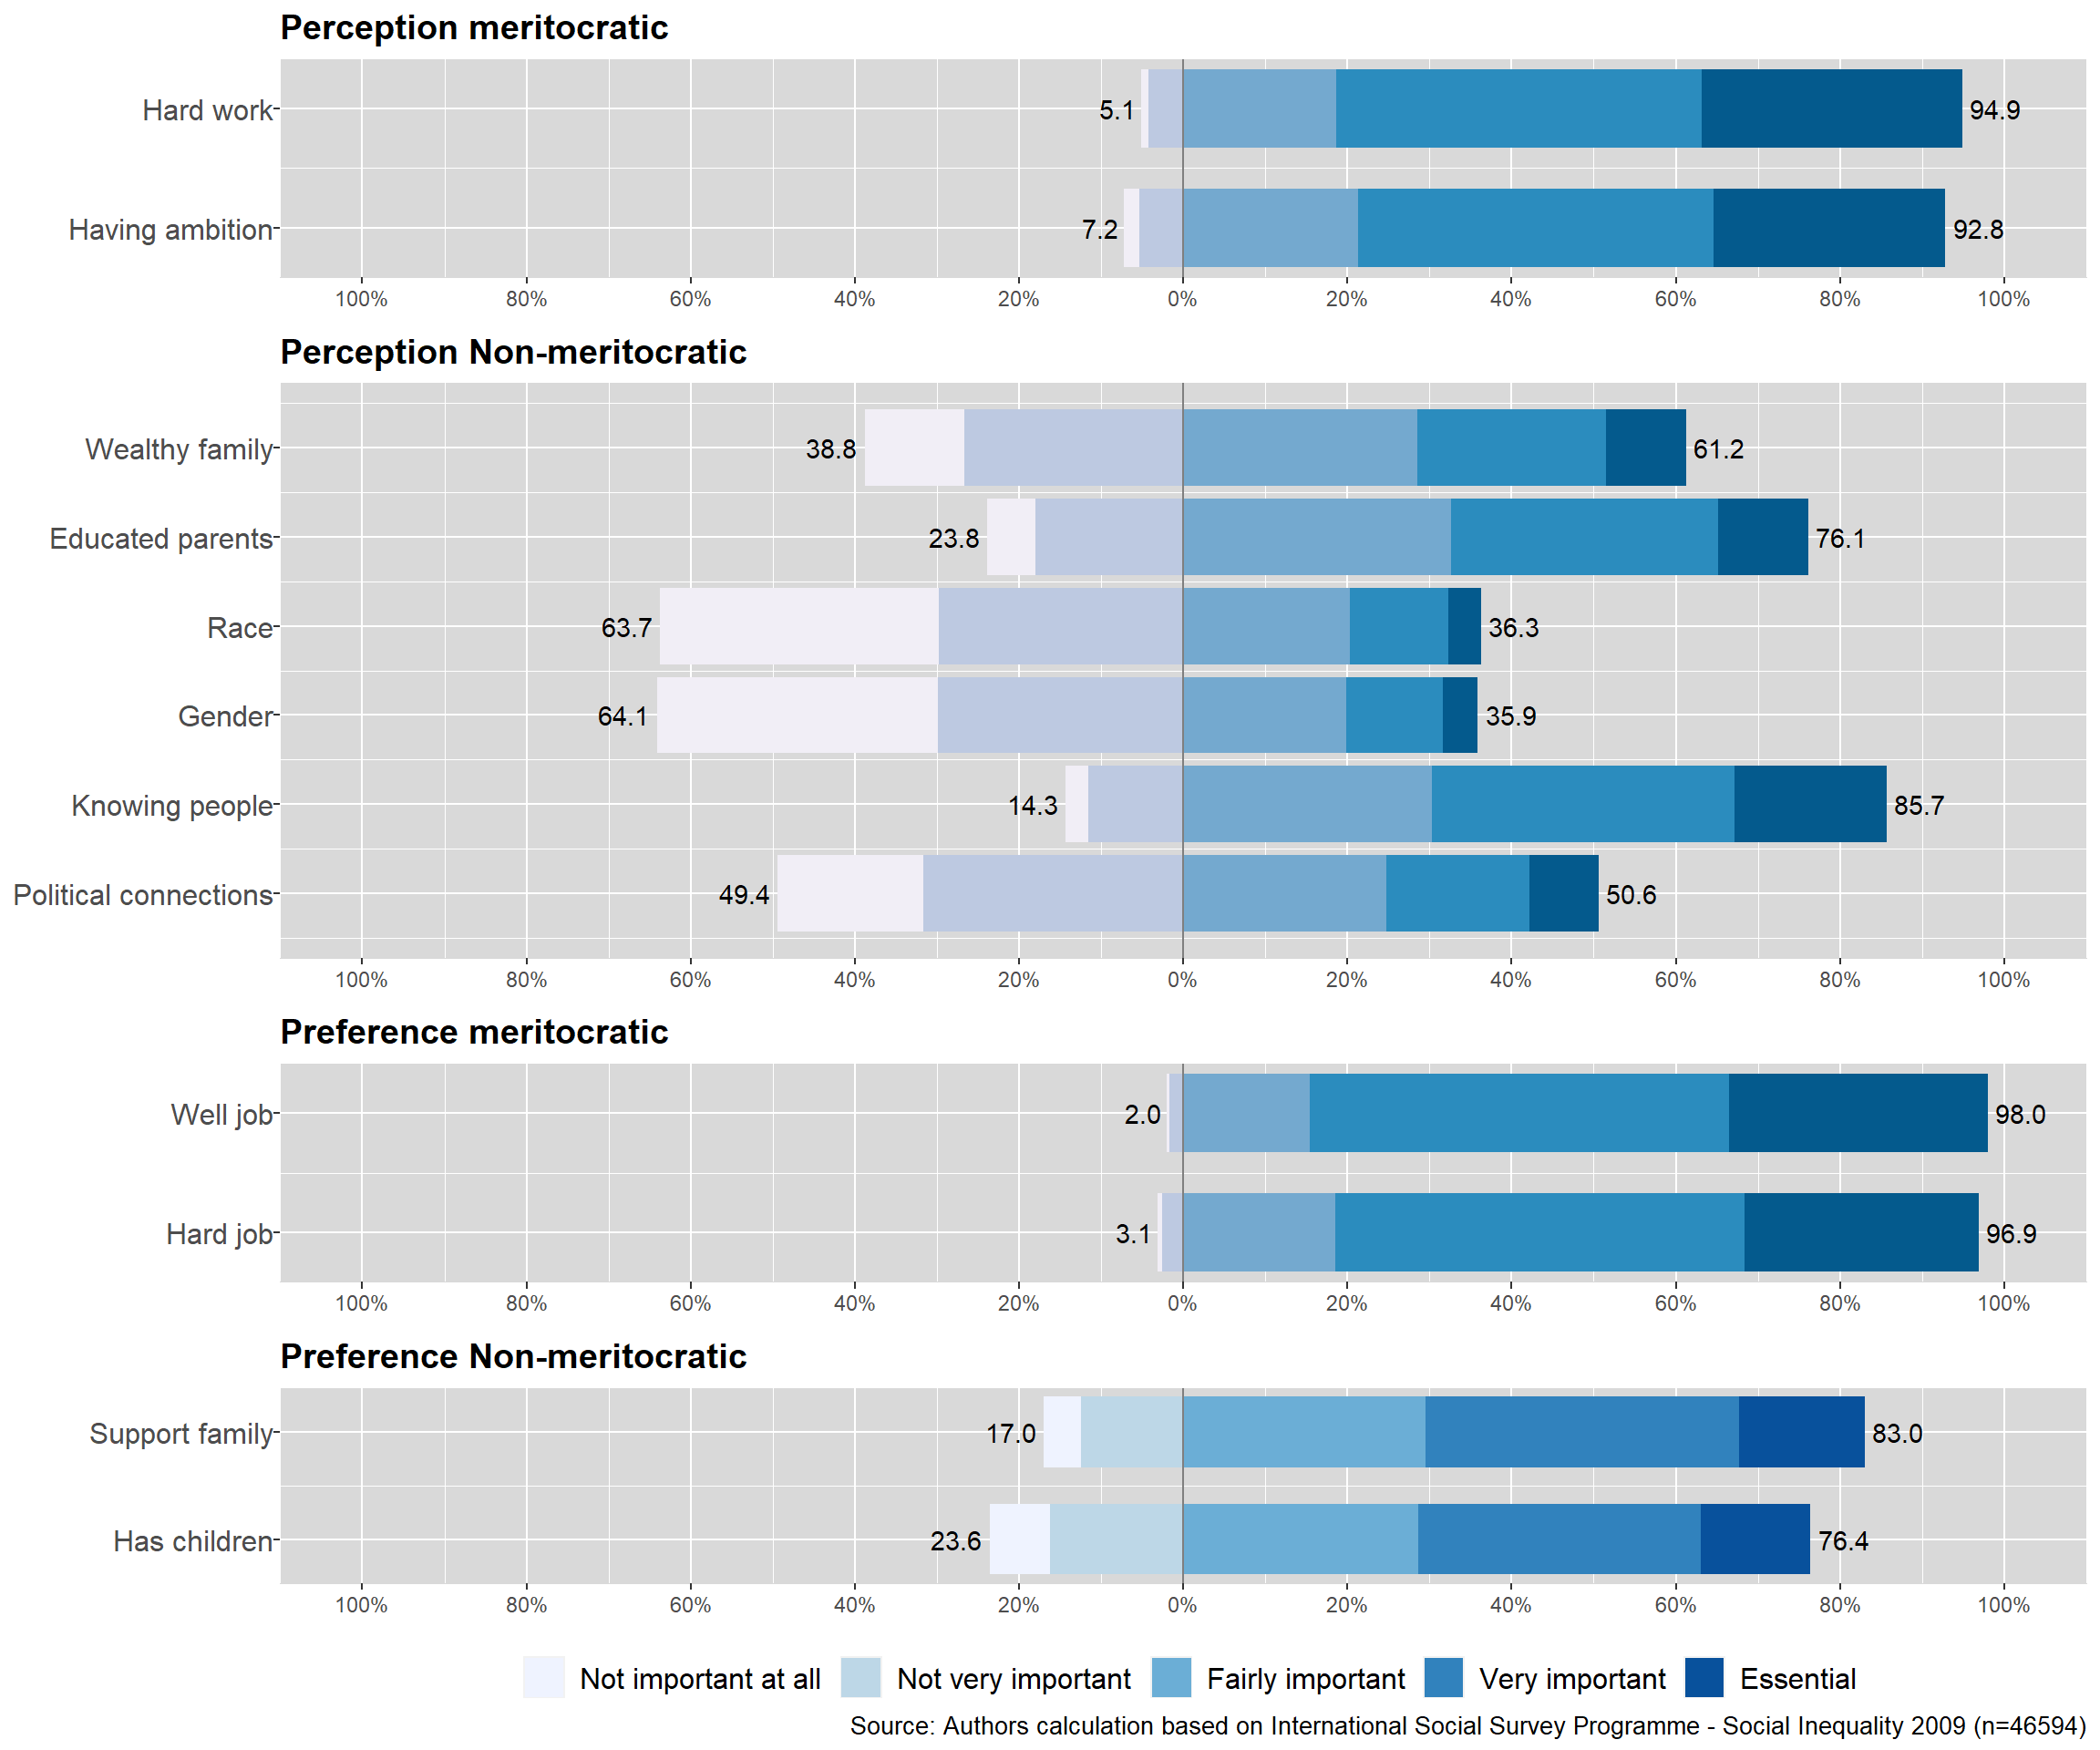 Perception meritocratic
Hard work 5.1 94.9
Having ambition 7.2 92.8
100% 80% 60% 40% 20% 0% 20% 40% 60% 80% 100%
Perception Non-meritocratic
Wealthy family 38.8 61.2
Educated parents 23.8 76.1
Race 63.7 36.3
Gender 64.1 35.9
Knowing people 14.3 85.7
Political connections 49.4 50.6
100% 80% 60% 40% 20% 0% 20% 40% 60% 80% 100%
Preference meritocratic
Well job 2.0 98.0
Hard job 3.1 96.9
100% 80% 60% 40% 20% 0% 20% 40% 60% 80% 100%
Preference Non-meritocratic
Support family 17.0 83.0
Has children 23.6 76.4
100% 80% 60% 40% 20% 0% 20% 40% 60% 80% 100%
Not important at all Not very important Fairly important Very important Essential
Source: Authors calculation based on International Social Survey Programme - Social Inequality 2009 (n=46594)